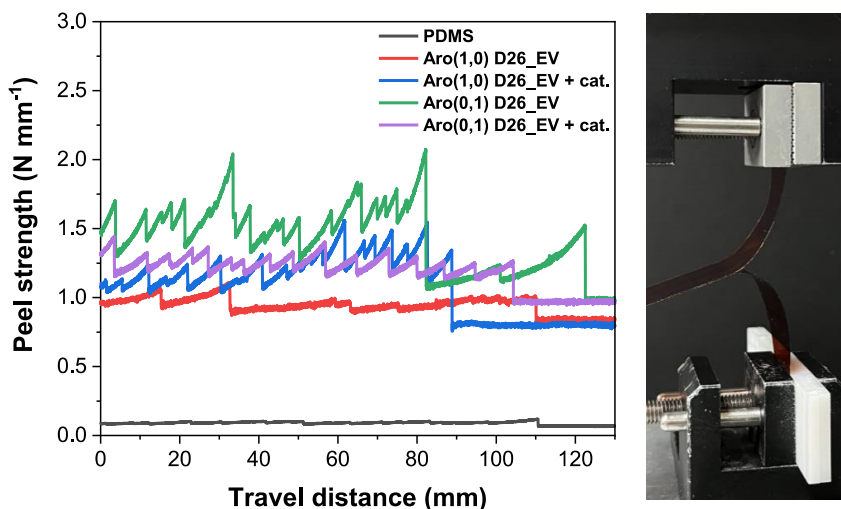 3.0
2.5
2.0
1.5
1.0
0.5
0.0
Peel strength (N mm⁻¹)
PDMS
Aro(1,0) D26_EV
Aro(1,0) D26_EV + cat.
Aro(0,1) D26_EV
Aro(0,1) D26_EV + cat.
0 20 40 60 80 100 120
Travel distance (mm)